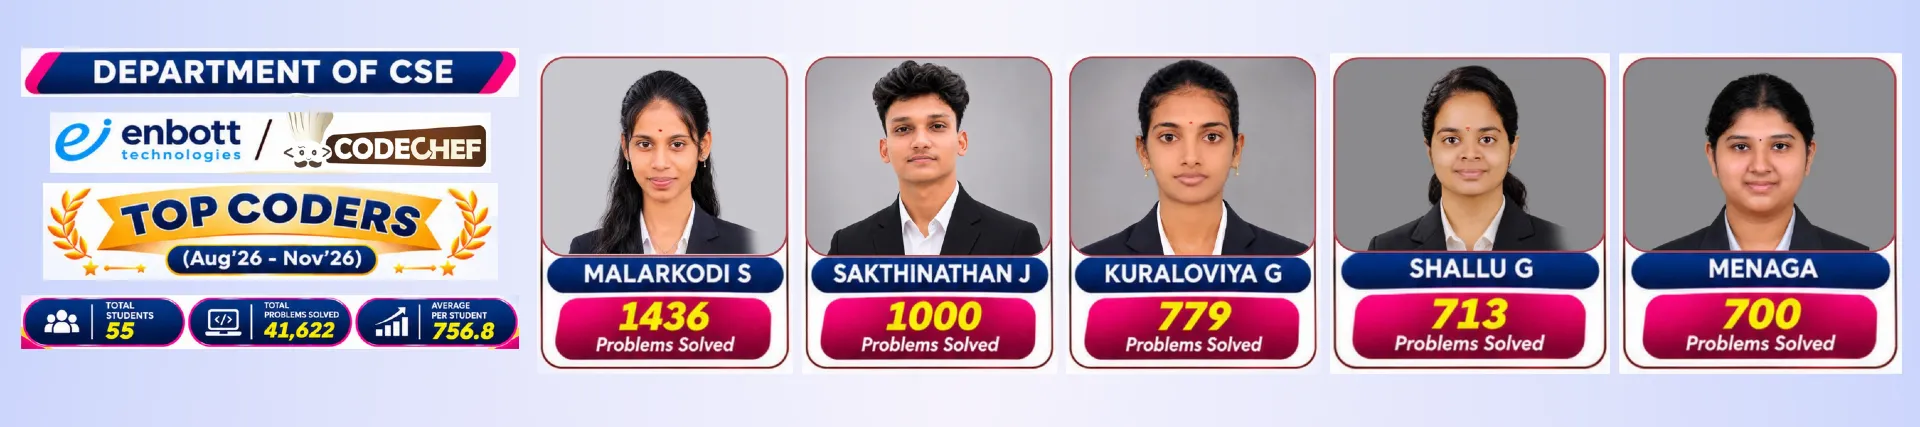 DEPARTMENT OF CSE
enbott
technologies
/
CODECHEF
TOP CODERS
(Aug'26 - Nov'26)
TOTAL
STUDENTS
55
TOTAL
PROBLEMS SOLVED
41,622
AVERAGE
PER STUDENT
756.8
MALARKODI S
1436
Problems Solved
SAKTHINATHAN J
1000
Problems Solved
KURALOVIYA G
779
Problems Solved
SHALLU G
713
Problems Solved
MENAGA
700
Problems Solved